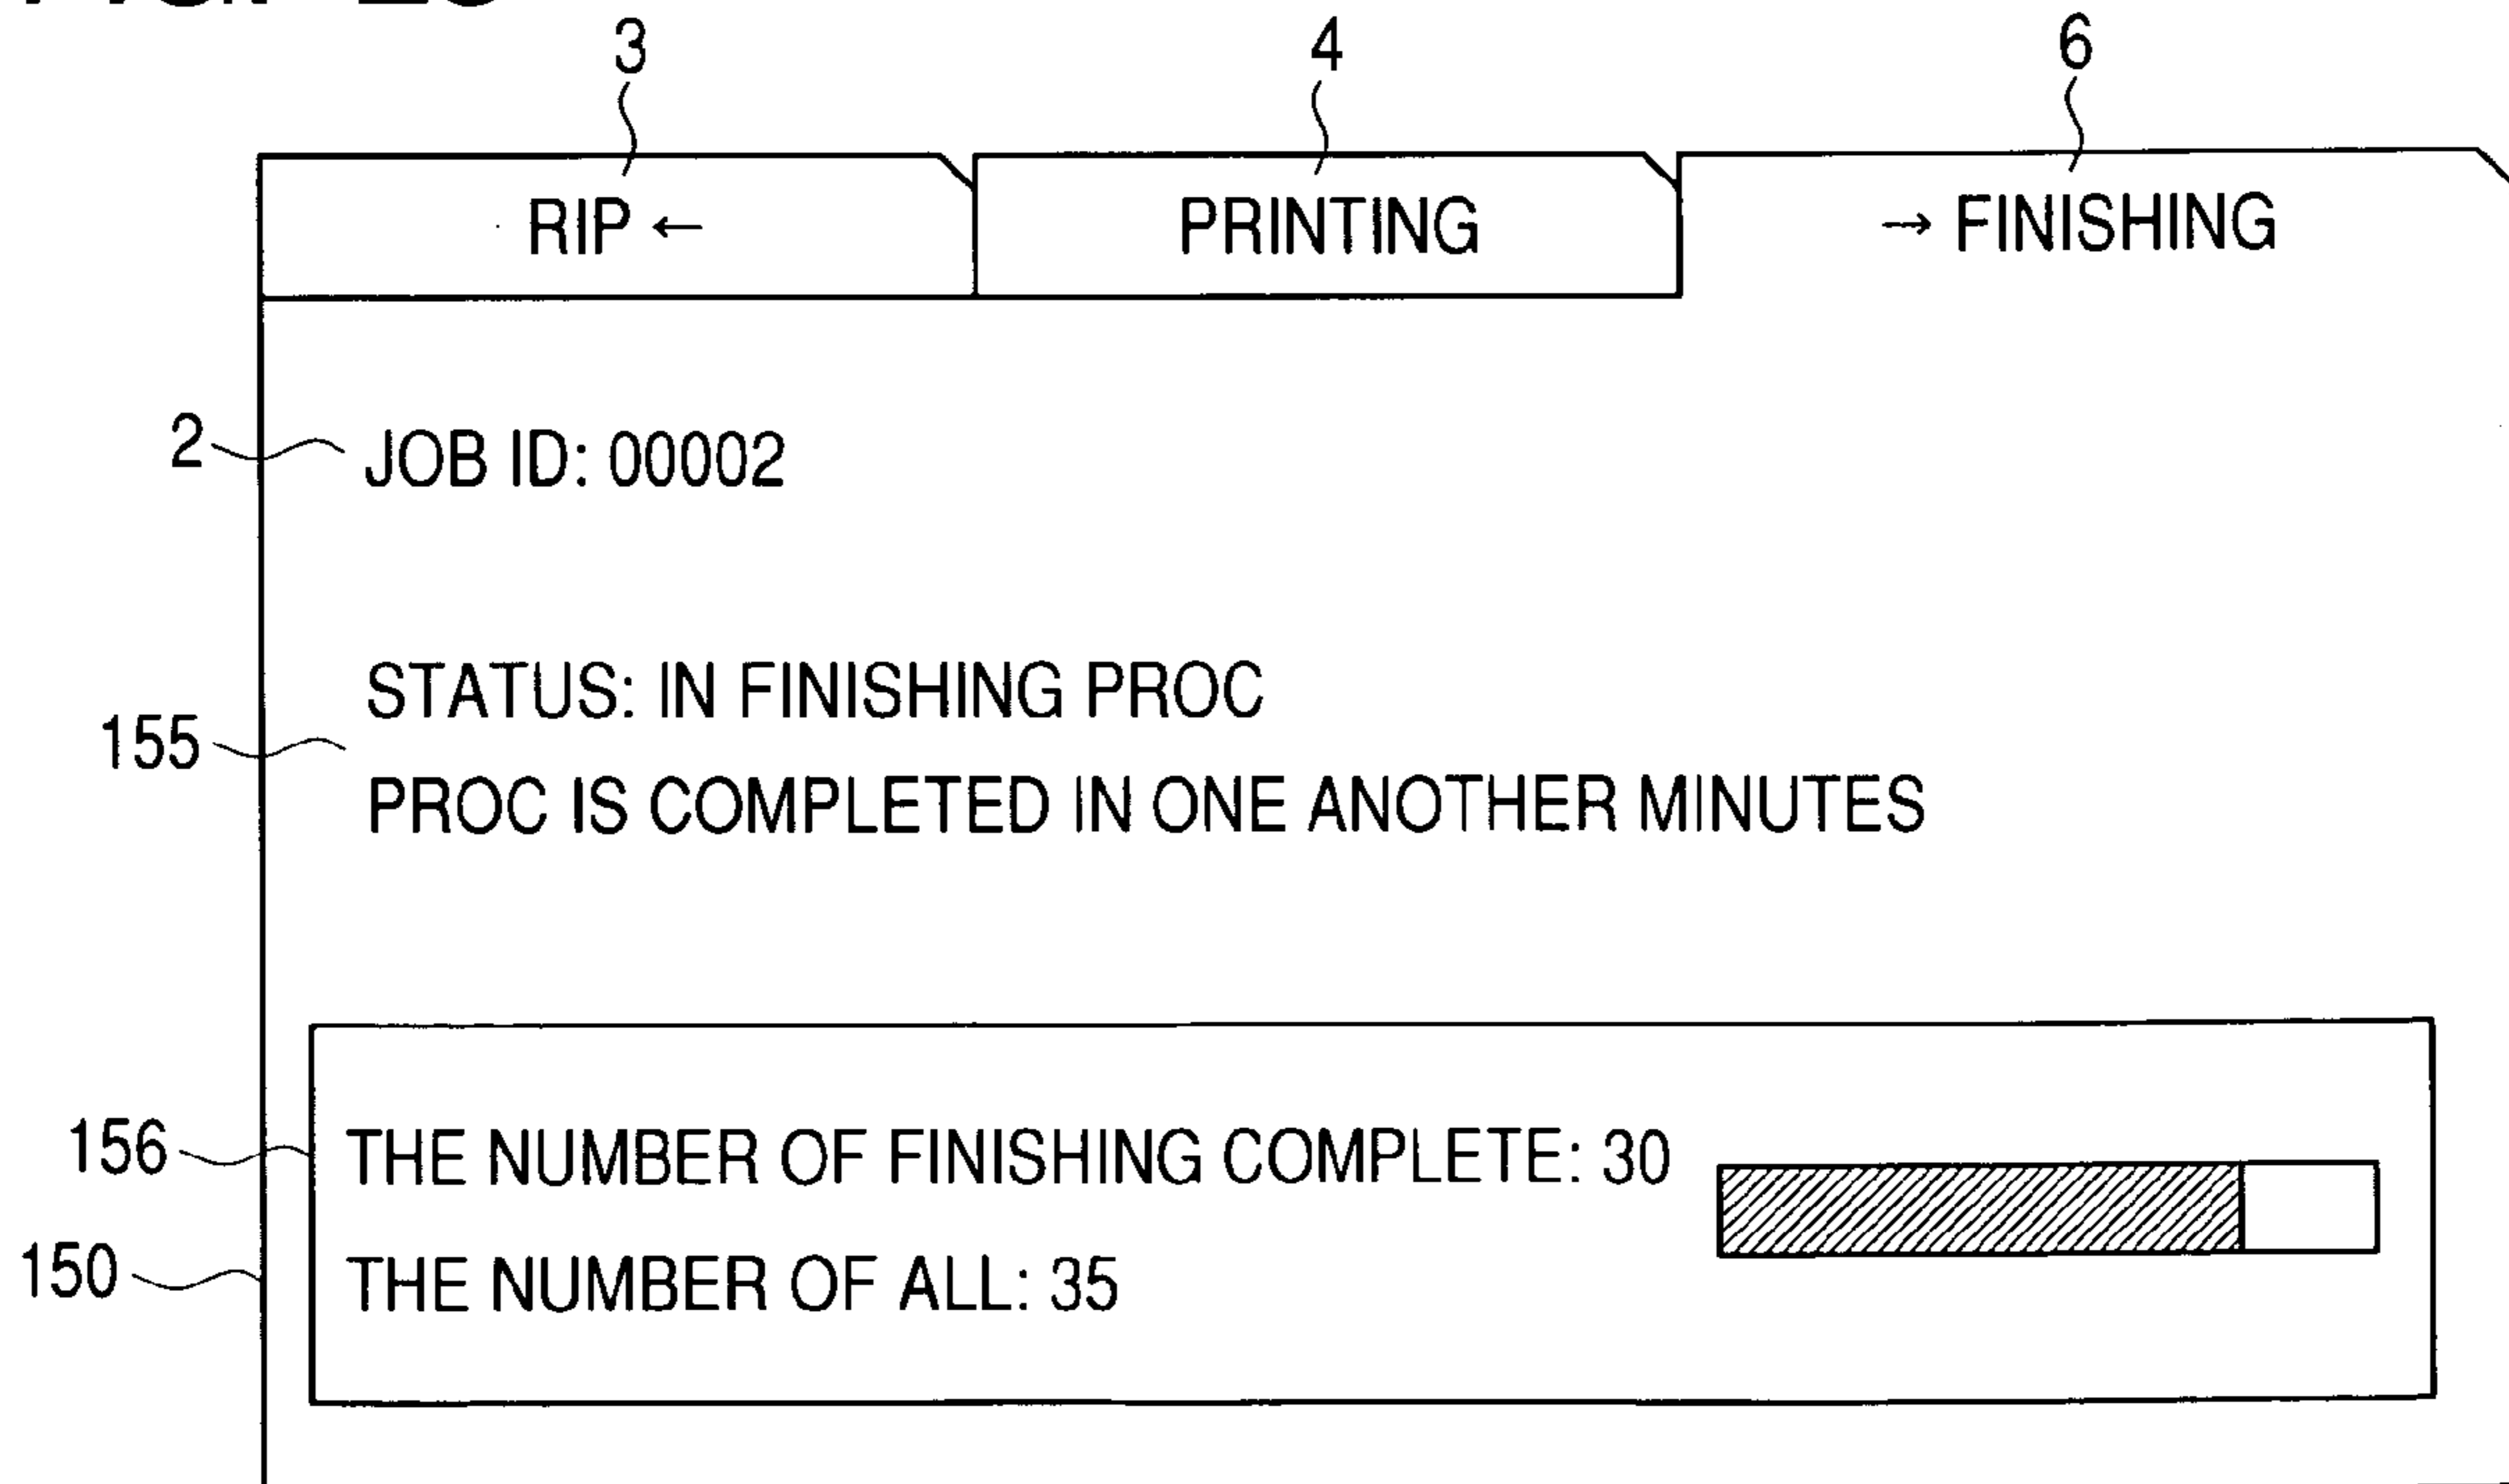 3 4 6
RIP ← PRINTING → FINISHING
2 JOB ID: 00002
STATUS: IN FINISHING PROC
155
PROC IS COMPLETED IN ONE ANOTHER MINUTES
156 THE NUMBER OF FINISHING COMPLETE: 30
150 THE NUMBER OF ALL: 35